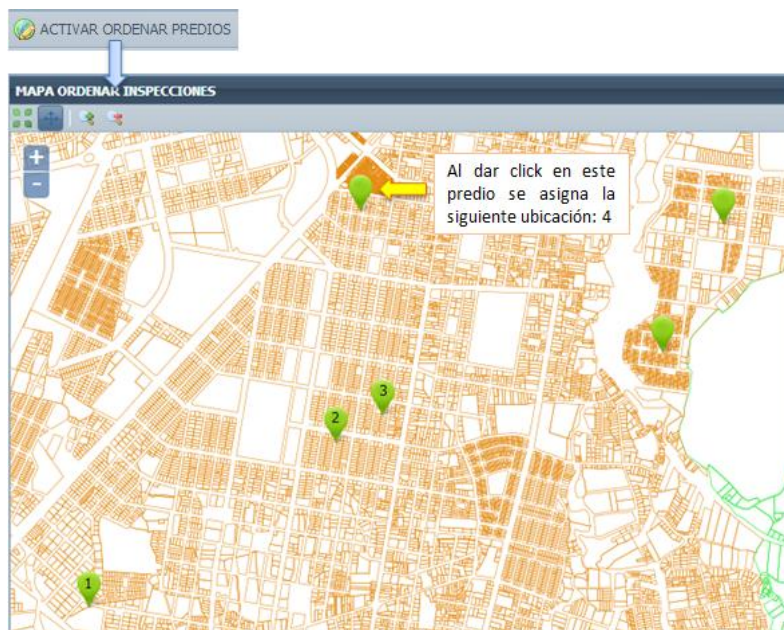 ACTIVAR ORDENAR PREDIOS
MAPA ORDENAR INSPECCIONES
+
-
Al dar click en este
predio se asigna la
siguiente ubicación: 4
3
2
1